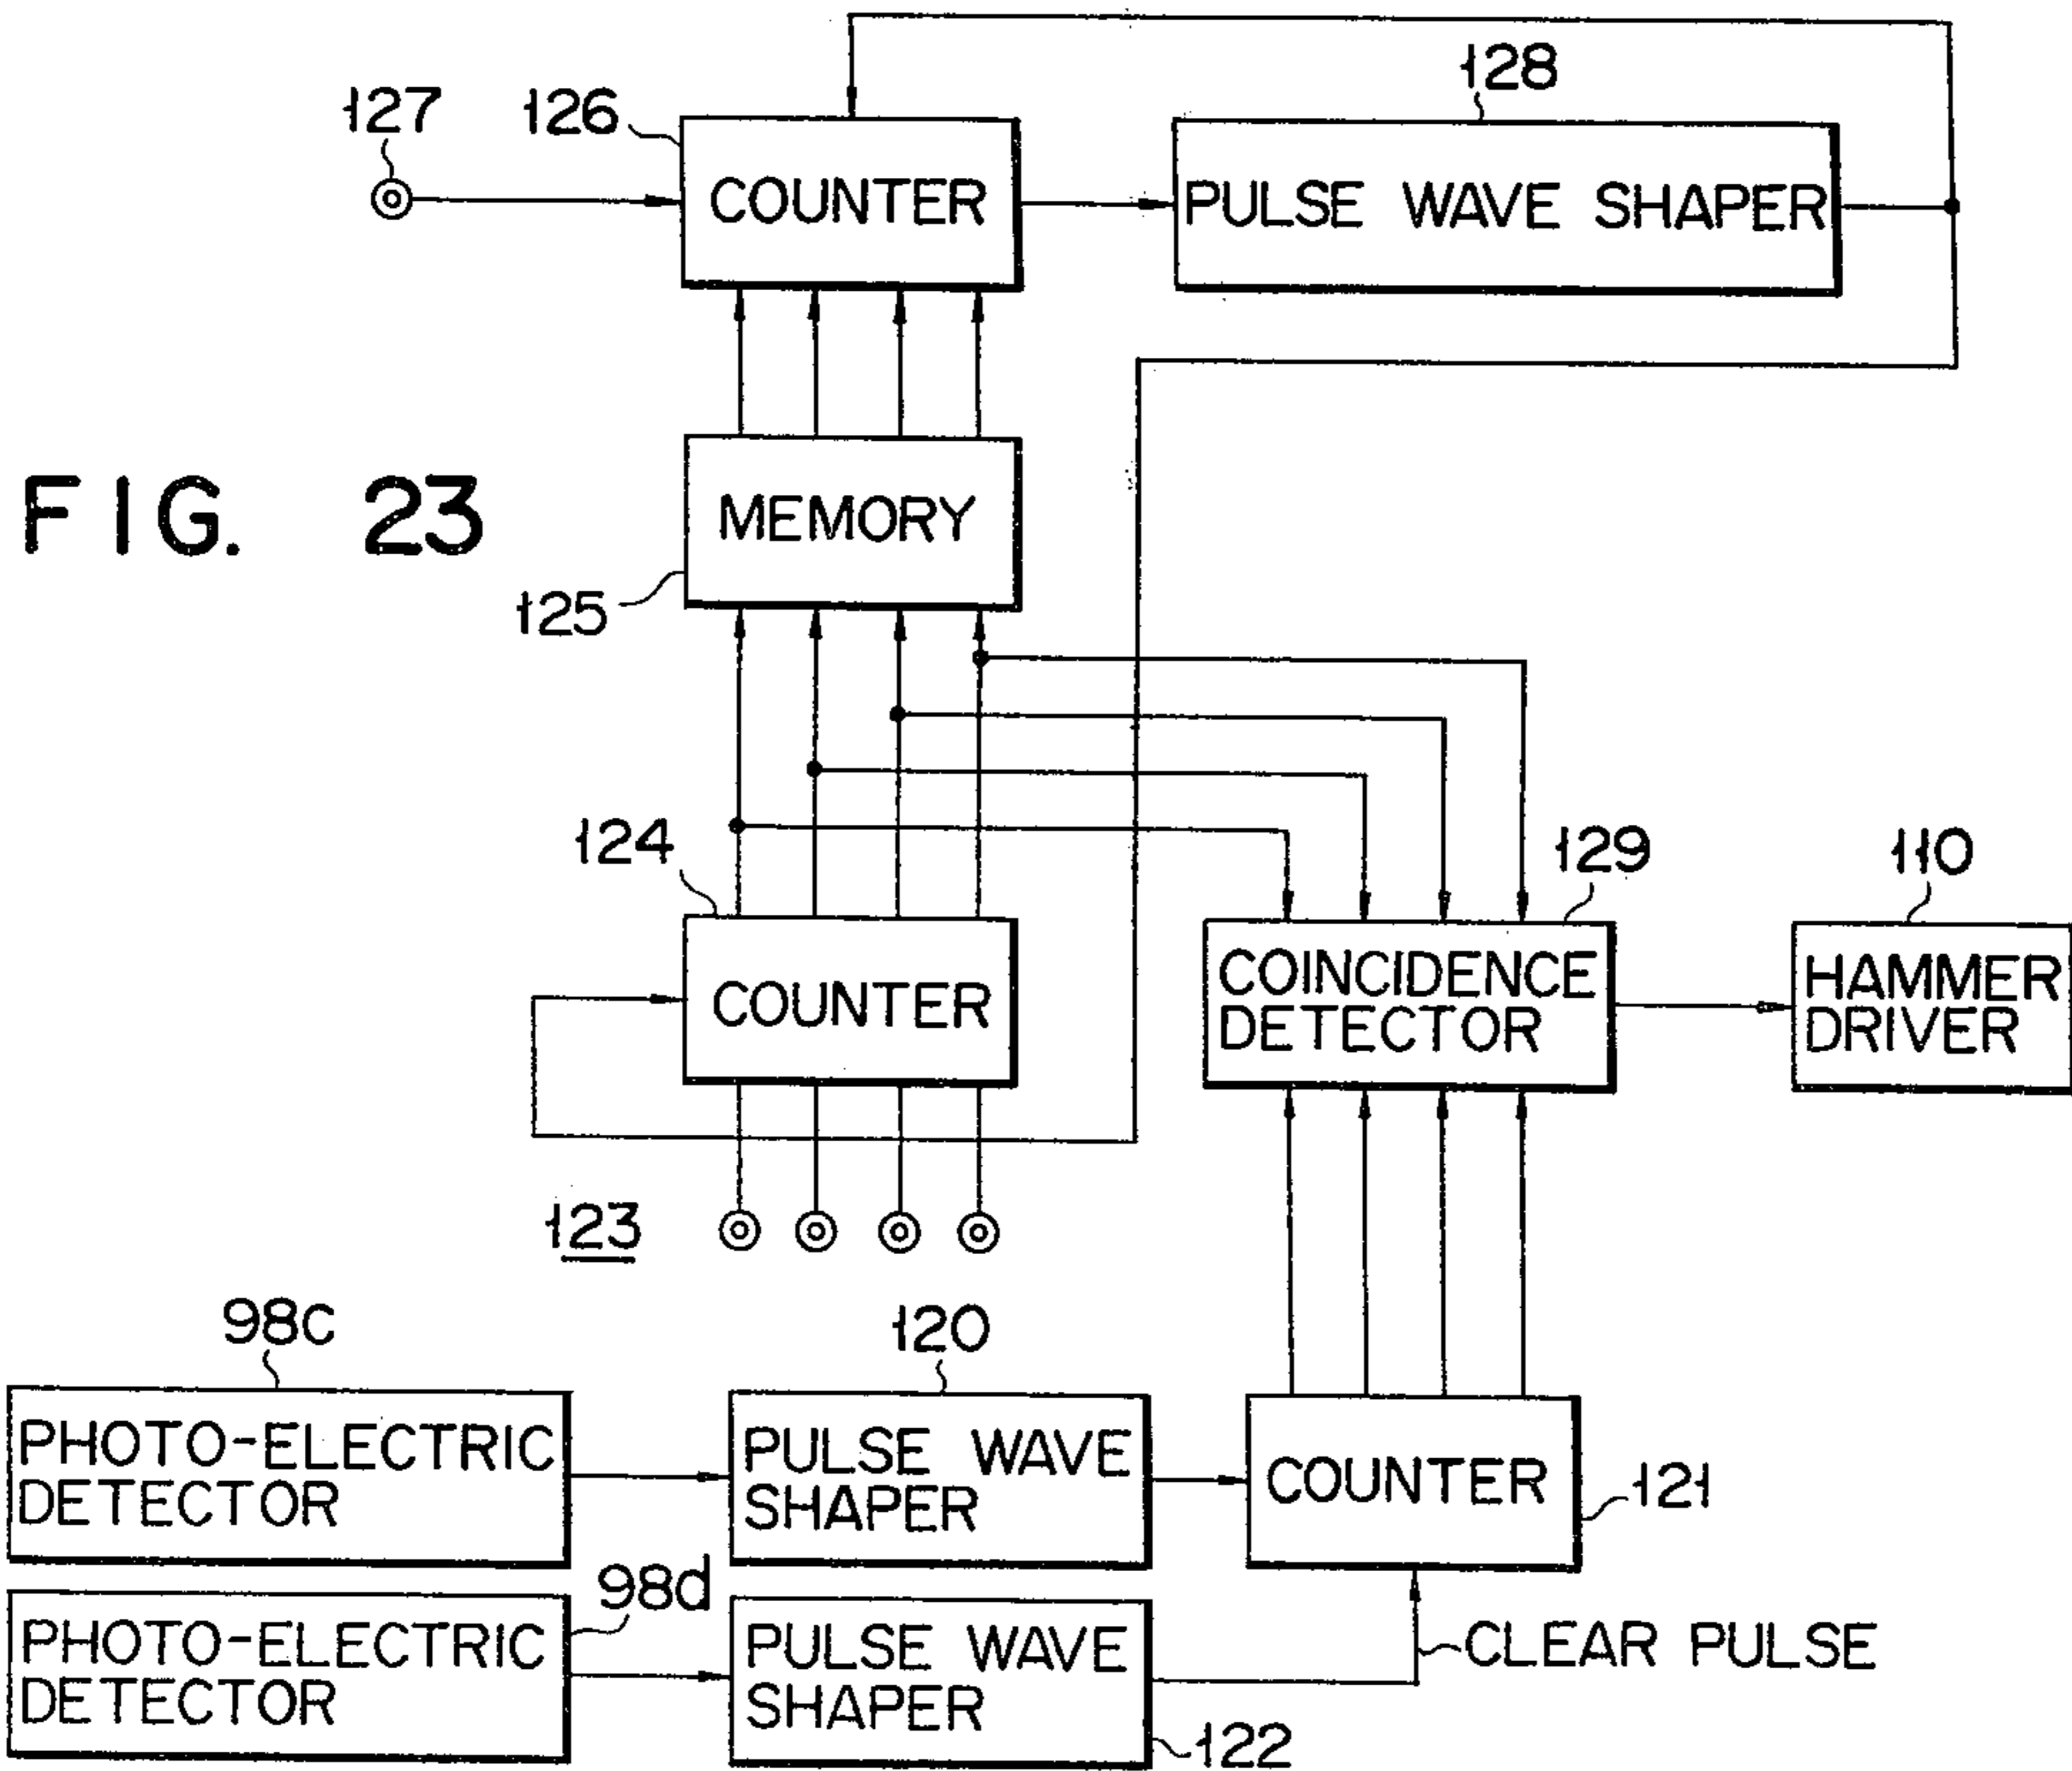 128
127
126
COUNTER
PULSE WAVE SHAPER
FIG. 23
MEMORY
125
124
129
110
COUNTER
COINCIDENCE
DETECTOR
HAMMER
DRIVER
123
98c
120
PHOTO-ELECTRIC
DETECTOR
PULSE WAVE
SHAPER
COUNTER
121
98d
PHOTO-ELECTRIC
DETECTOR
PULSE WAVE
SHAPER
CLEAR PULSE
122